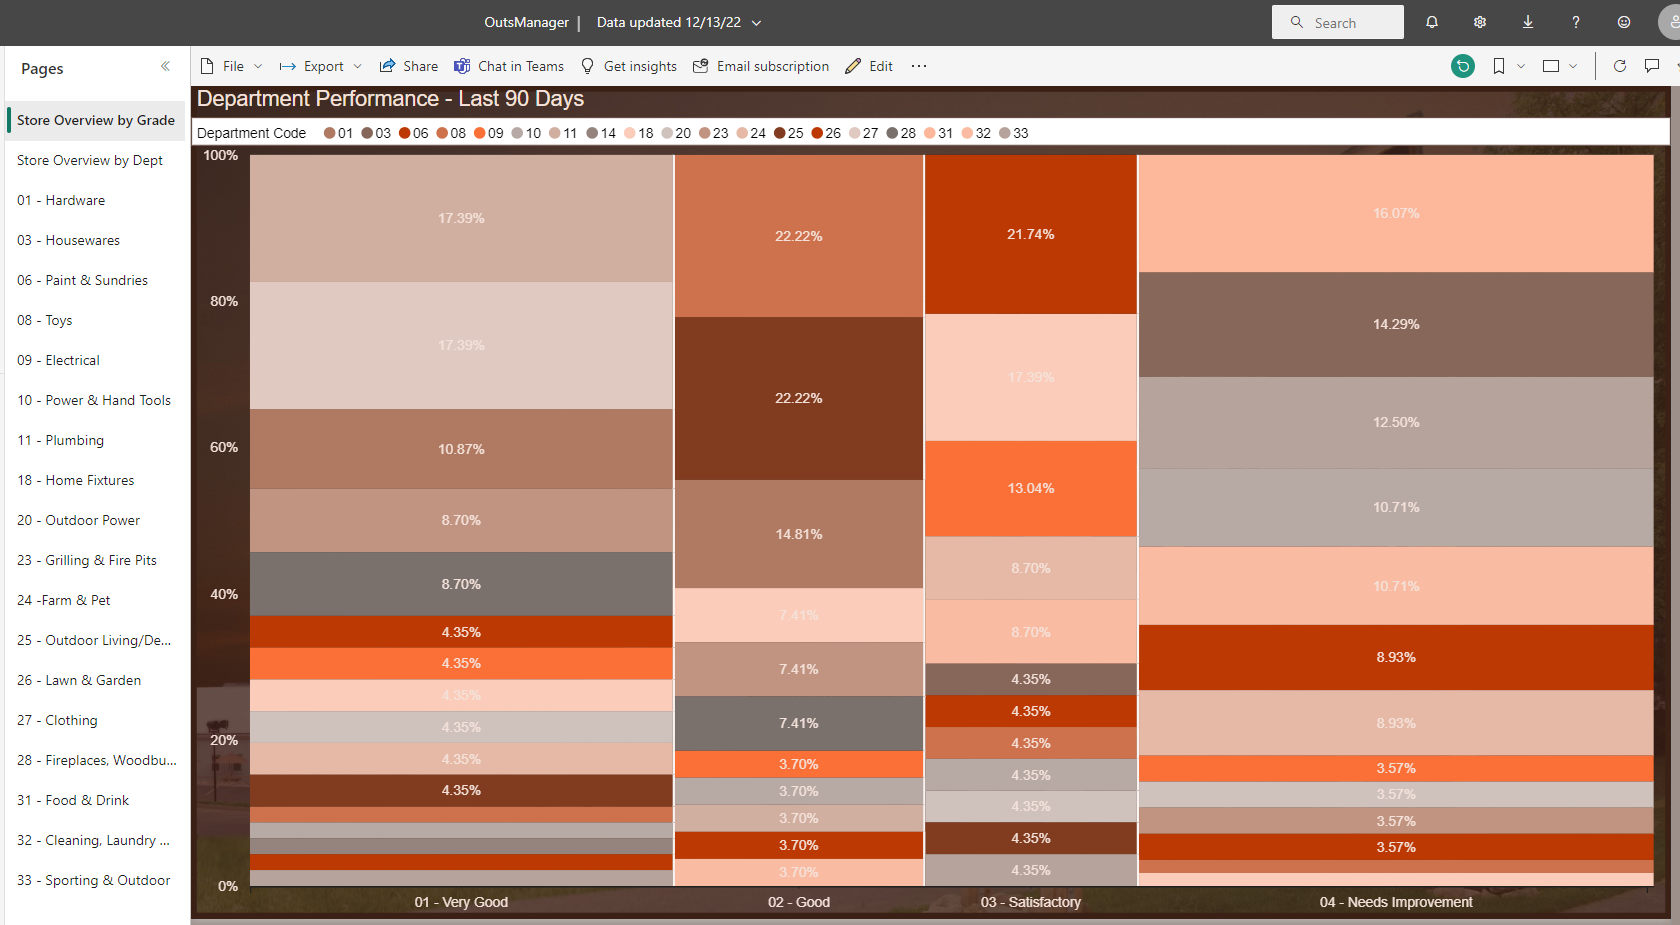 OutsManager | Data updated 12/13/22
Search
Pages
File Export Share Chat in Teams Get insights Email subscription Edit ...
Store Overview by Grade
Store Overview by Dept
01 - Hardware
03 - Housewares
06 - Paint & Sundries
08 - Toys
09 - Electrical
10 - Power & Hand Tools
11 - Plumbing
18 - Home Fixtures
20 - Outdoor Power
23 - Grilling & Fire Pits
24 -Farm & Pet
25 - Outdoor Living/De...
26 - Lawn & Garden
27 - Clothing
28 - Fireplaces, Woodbu...
31 - Food & Drink
32 - Cleaning, Laundry ...
33 - Sporting & Outdoor
Department Performance - Last 90 Days
Department Code 01 03 06 08 09 10 11 14 18 20 23 24 25 26 27 28 31 32 33
100%
80%
60%
40%
20%
0%
17.39%
17.39%
10.87%
8.70%
8.70%
4.35%
4.35%
4.35%
4.35%
4.35%
4.35%
01 - Very Good
22.22%
22.22%
14.81%
7.41%
7.41%
7.41%
3.70%
3.70%
3.70%
3.70%
3.70%
02 - Good
21.74%
17.39%
13.04%
8.70%
8.70%
4.35%
4.35%
4.35%
4.35%
4.35%
4.35%
4.35%
03 - Satisfactory
16.07%
14.29%
12.50%
10.71%
10.71%
8.93%
8.93%
3.57%
3.57%
3.57%
3.57%
04 - Needs Improvement